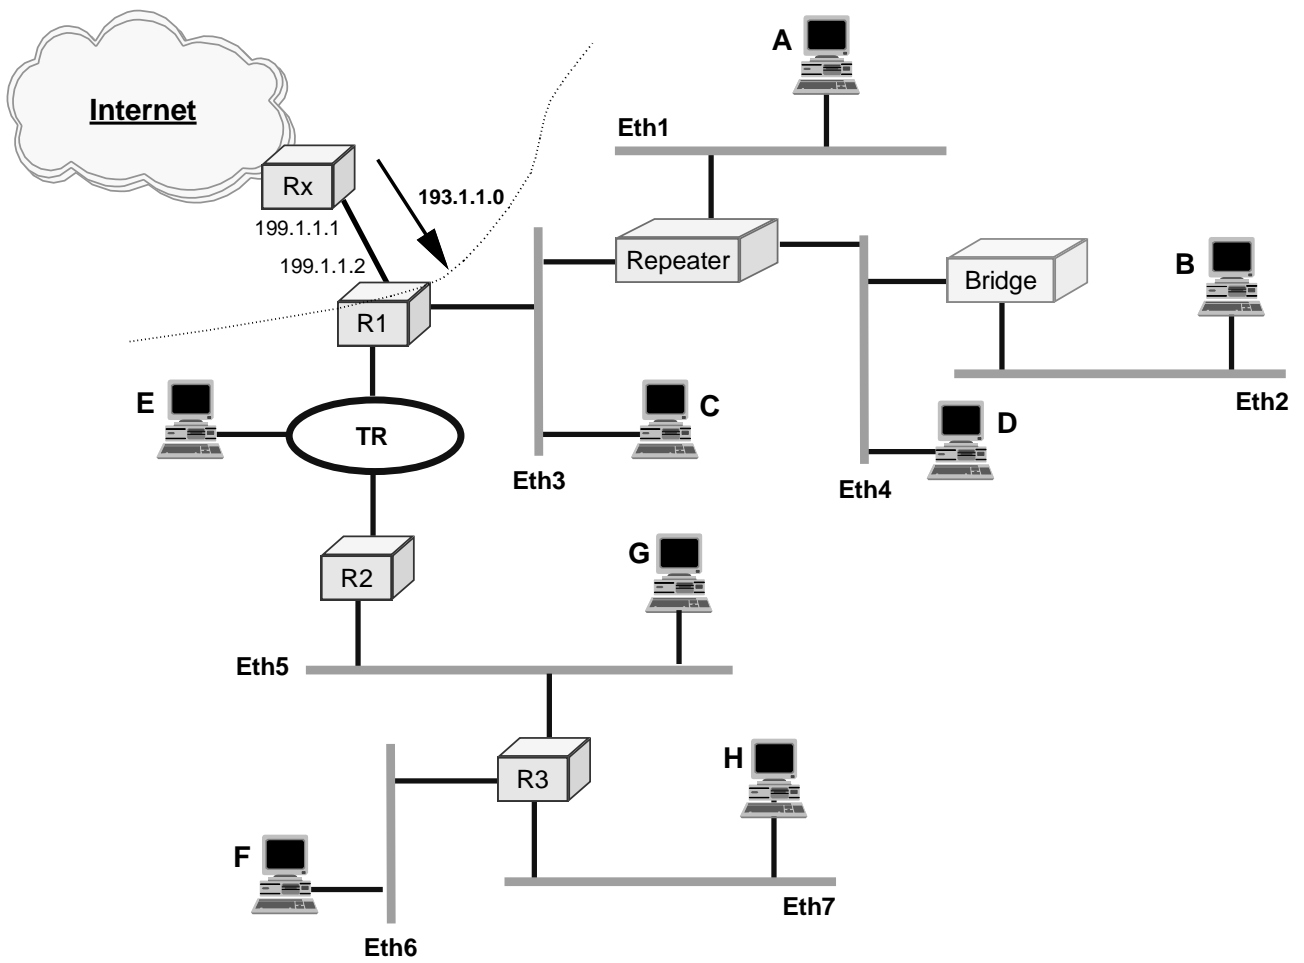 A
Internet
Eth1
Rx
193.1.1.0
199.1.1.1
Repeater
B
199.1.1.2
Bridge
R1
E
C
Eth2
D
TR
Eth3
Eth4
G
R2
Eth5
H
R3
F
Eth7
Eth6